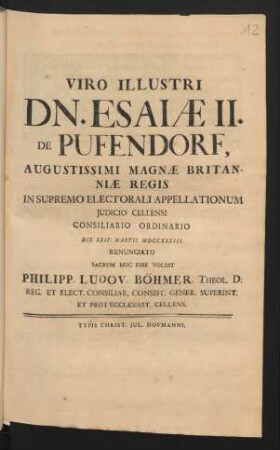 12
VIRO ILLUSTRI
DN. ESAIÆ II.
DE PUFENDORF,
AUGUSTISSIMI MAGNÆ BRITAN-
NIÆ REGIS
IN SUPREMO ELECTORALI APPELLATIONUM
JUDICIO CELLENSI
CONSILIARIO ORDINARIO
DIE XXIV. MARTII MDCCXXXIII.
RENUNCIATO
SACRUM HOC ESSE VOLUIT
PHILIPP. LUDOV. BÖHMER, THEOL. D.
REG. ET ELECT. CONSILIAR. CONSIST. GENER. SUPERINT.
ET PROT'ECCLESIAST. CELLENS.
TYPIS CHRIST. JUL. HOFMANNI.